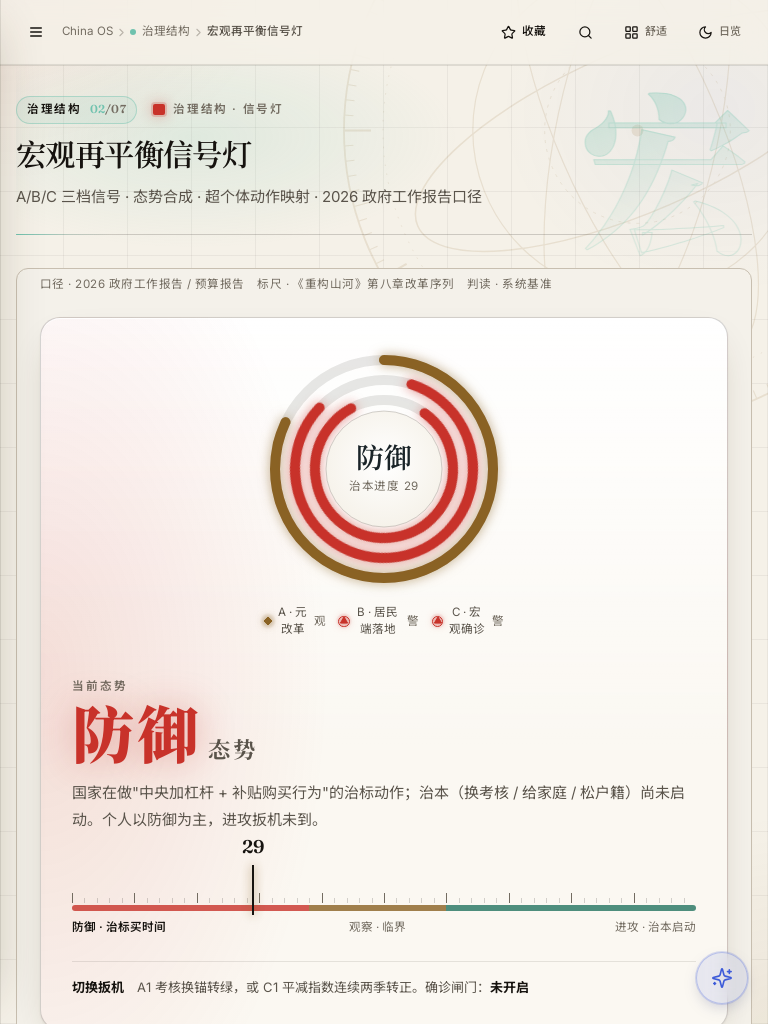 China OS › 治理结构 › 宏观再平衡信号灯
收藏
舒适
日览
治理结构 02/07
治理结构 · 信号灯
宏
宏观再平衡信号灯
A/B/C 三档信号 · 态势合成 · 超个体动作映射 · 2026 政府工作报告口径
口径 · 2026 政府工作报告 / 预算报告 标尺 · 《重构山河》第八章改革序列 判读 · 系统基准
防御
治本进度 29
A · 元改革 观
B · 居民端落地 警
C · 宏观确诊 警
当前态势
防御 态势
国家在做"中央加杠杆 + 补贴购买行为"的治标动作；治本（换考核 / 给家庭 / 松户籍）尚未启
动。个人以防御为主，进攻扳机未到。
29
防御 · 治标买时间
观察 · 临界
进攻 · 治本启动
切换扳机 A1 考核换锚转绿，或 C1 平减指数连续两季转正。确诊闸门：未开启